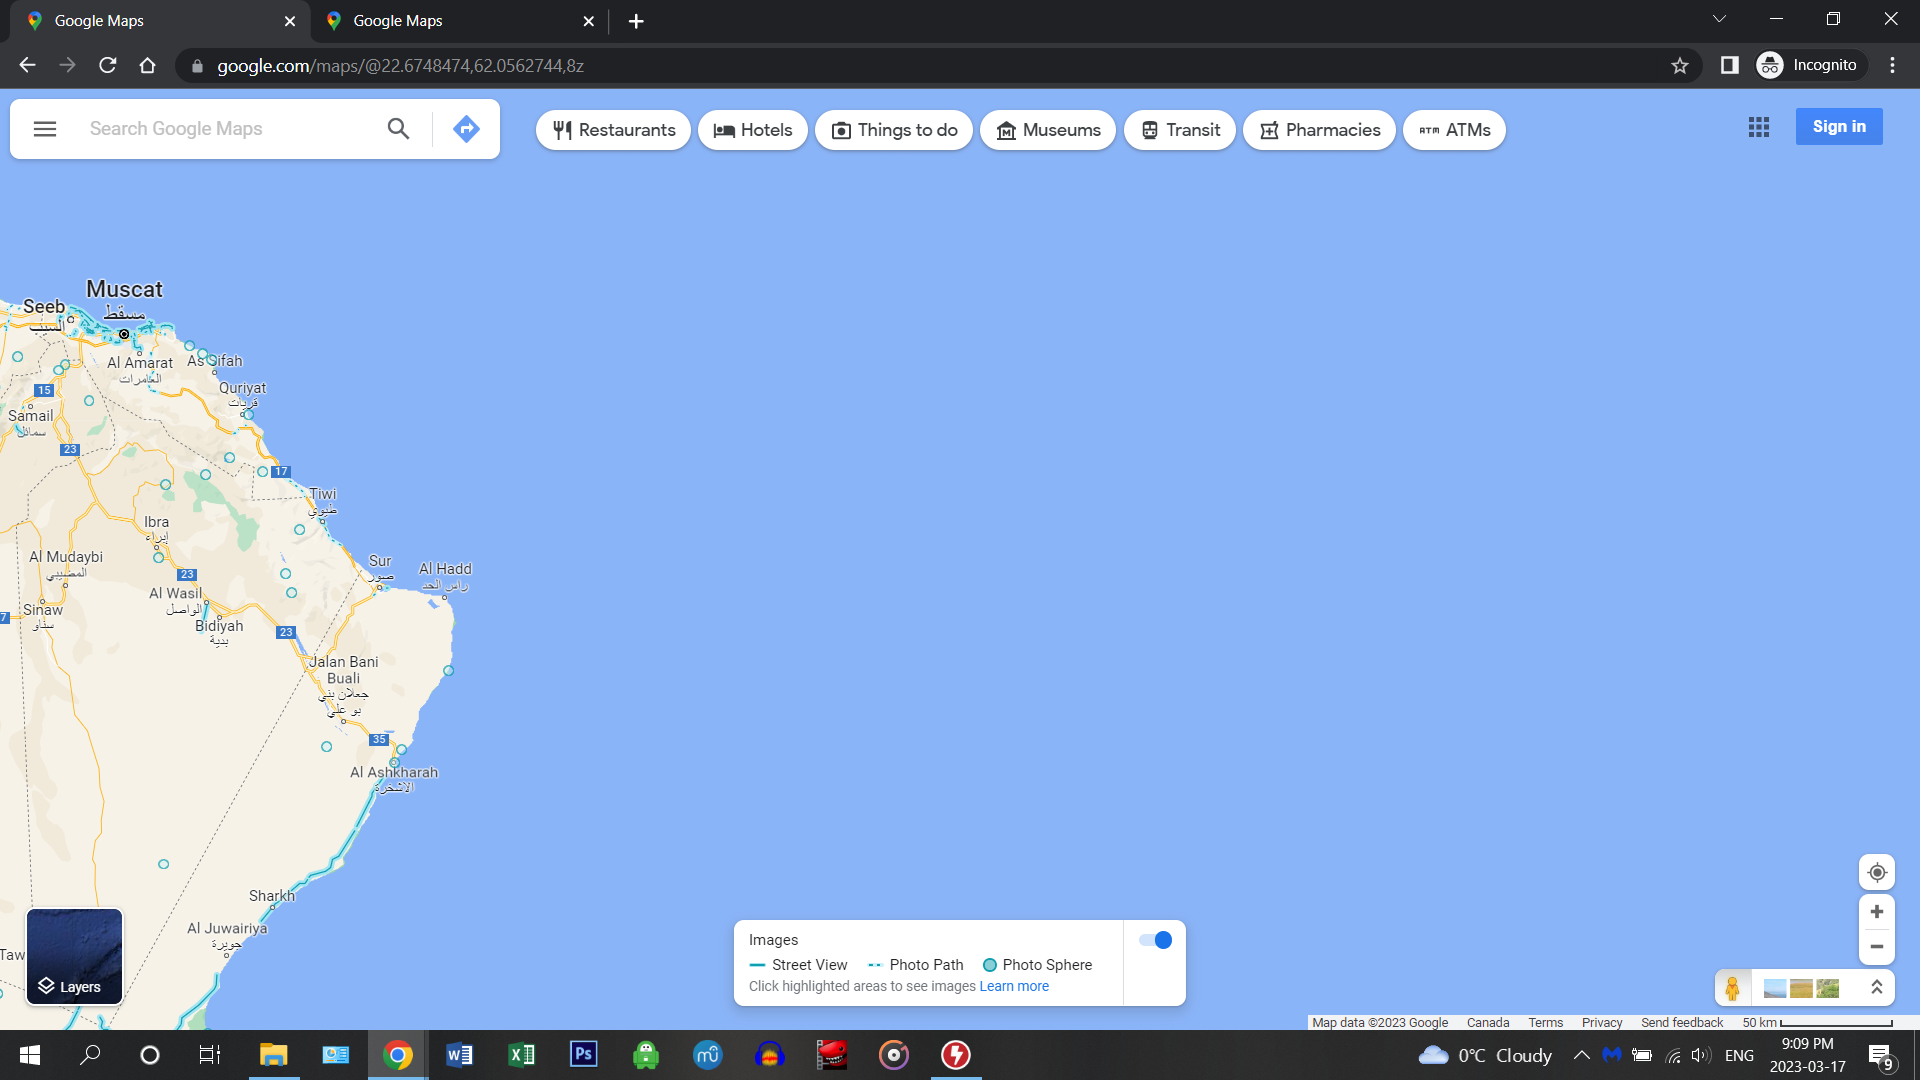 Google Maps
Google Maps
google.com/maps/@22.6748474,62.0562744,8z
Incognito
Search Google Maps
Restaurants
Hotels
Things to do
Museums
Transit
Pharmacies
ATM ATMs
Sign in
Muscat
مسقط
Seeb
السيب
Al Amarat
العامرات
As Sifah
Quriyat
قريات
15
Samail
سمائل
23
17
Tiwi
طيوي
Ibra
إبراء
Al Mudaybi
المضيبي
Sur
صور
Al Hadd
راس الحد
23
Al Wasil
الواصل
Sinaw
سناو
7
Bidiyah
بدية
23
Jalan Bani
Buali
جعلان بني
بو علي
35
Al Ashkharah
الاشخرة
Sharkh
Al Juwairiya
جويرة
Taw
Layers
Images
Street View
Photo Path
Photo Sphere
Click highlighted areas to see images Learn more
Map data ©2023 Google
Canada
Terms
Privacy
Send feedback
50 km
W
X
Ps
mu
0°C Cloudy
ENG
9:09 PM
2023-03-17
9